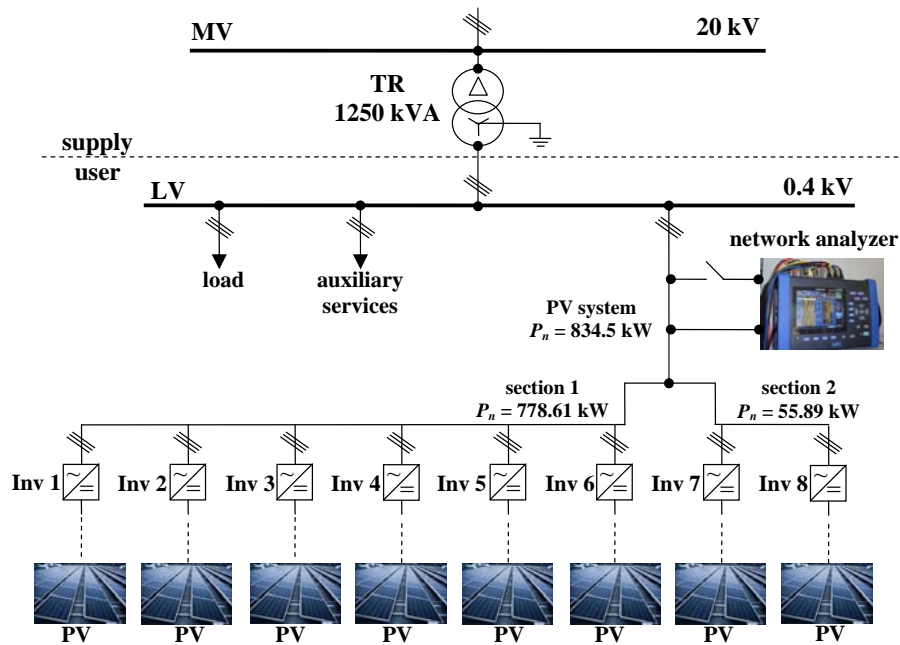 MV 20 kV
TR
1250 kVA
supply
user
LV 0.4 kV
network analyzer
load
auxiliary
services
PV system
Pn = 834.5 kW
section 1
Pn = 778.61 kW
section 2
Pn = 55.89 kW
Inv 1 Inv 2 Inv 3 Inv 4 Inv 5 Inv 6 Inv 7 Inv 8
PV PV PV PV PV PV PV PV